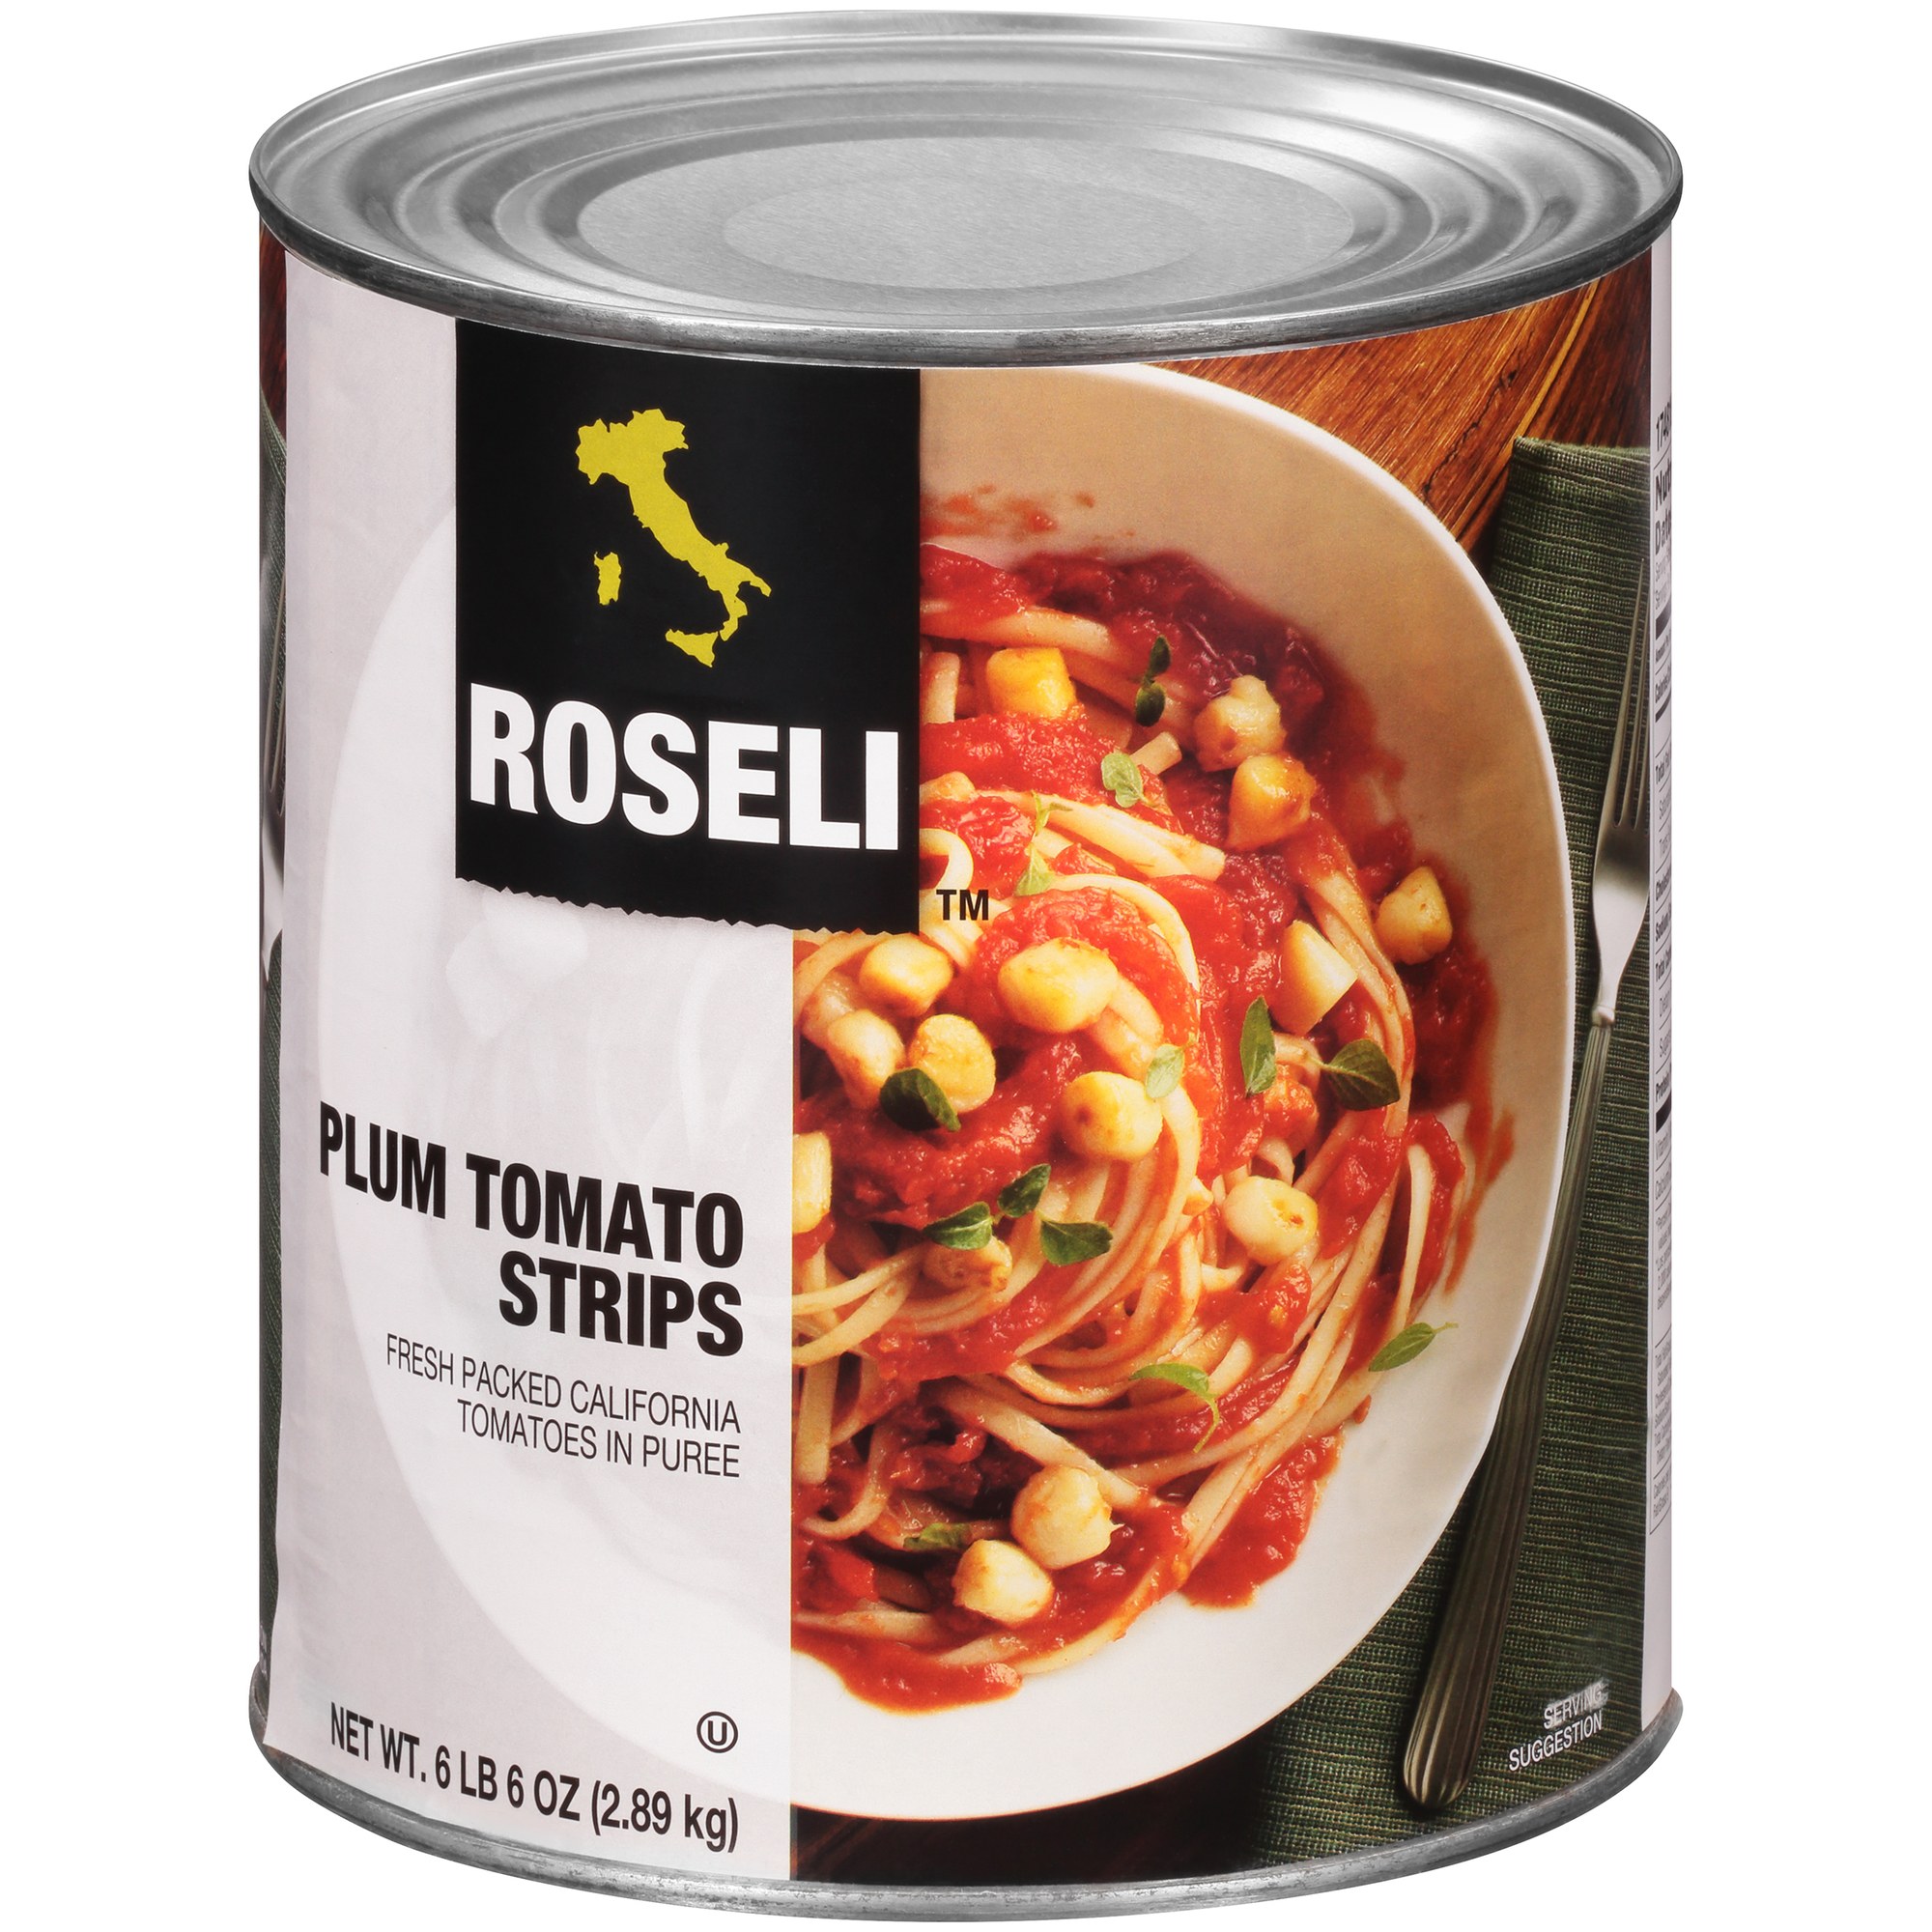 ROSELI
TM
PLUM TOMATO
STRIPS
FRESH PACKED CALIFORNIA
TOMATOES IN PUREE
U
NET WT. 6 LB 6 OZ (2.89 kg)
SERVING
SUGGESTION